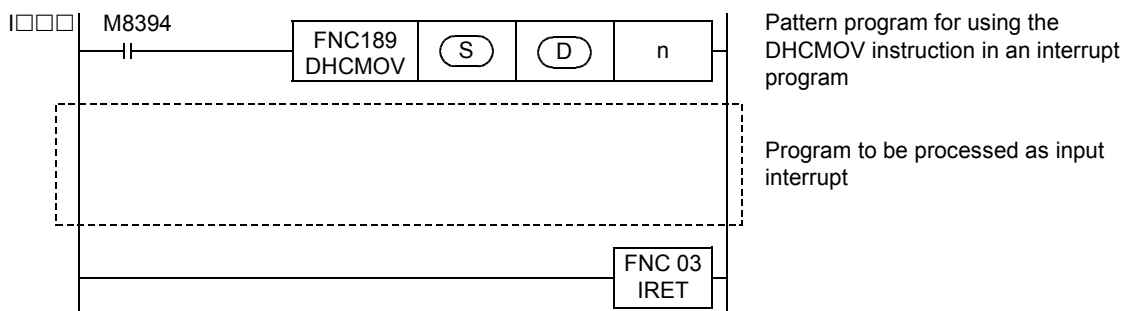 I□□□ M8394
FNC189
DHCMOV
S
D
n
Pattern program for using the
DHCMOV instruction in an interrupt
program
Program to be processed as input
interrupt
FNC 03
IRET